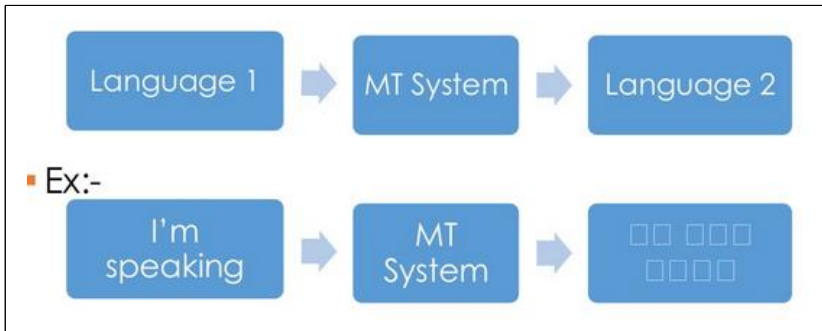 Language 1
MT System
Language 2
▪ Ex:-
I'm
speaking
MT
System